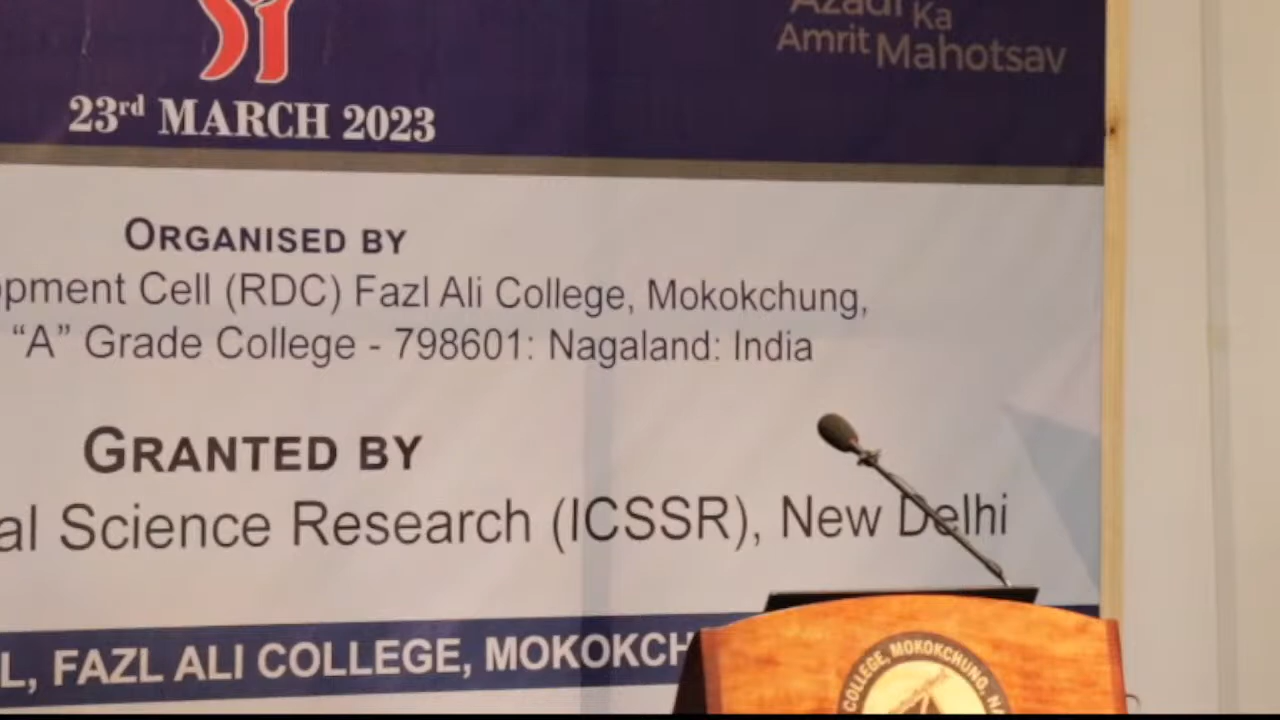 Azadi Ka
Amrit Mahotsav
23rd MARCH 2023
ORGANISED BY
opment Cell (RDC) Fazl Ali College, Mokokchung,
“A” Grade College - 798601: Nagaland: India
GRANTED BY
al Science Research (ICSSR), New Delhi
L, FAZL ALI COLLEGE, MOKOKCH
COLLEGE, MOKOKCHUNG, NA